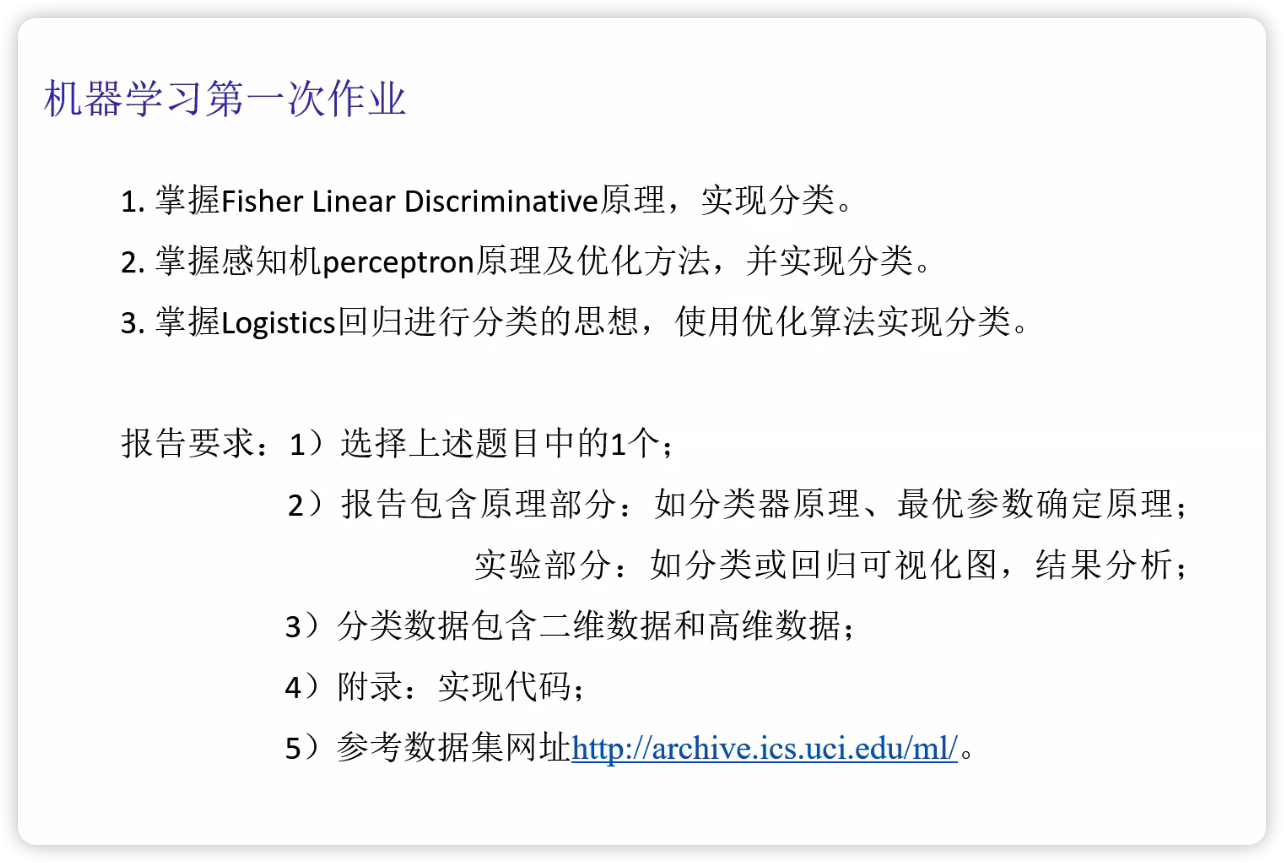 机器学习第一次作业
1. 掌握Fisher Linear Discriminative原理，实现分类。
2. 掌握感知机perceptron原理及优化方法，并实现分类。
3. 掌握Logistics回归进行分类的思想，使用优化算法实现分类。
报告要求：1）选择上述题目中的1个；
2）报告包含原理部分：如分类器原理、最优参数确定原理；
实验部分：如分类或回归可视化图，结果分析；
3）分类数据包含二维数据和高维数据；
4）附录：实现代码；
5）参考数据集网址http://archive.ics.uci.edu/ml/。